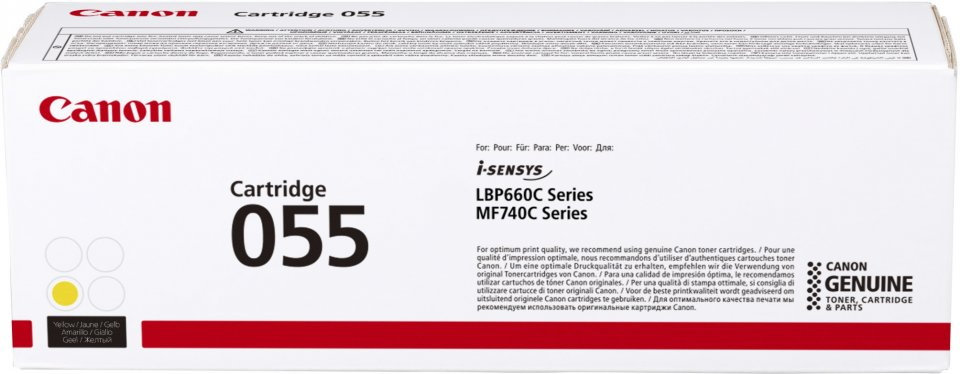 Canon Cartridge 055
Canon
For: Pour: Für: Para: Per: Voor: Для:
i-SENSYS
LBP660C Series
MF740C Series
Cartridge
055
For optimum print quality, we recommend using genuine Canon toner cartridges. / Pour une
qualité d'impression optimale, nous recommandons d'utiliser d'authentiques cartouches toner
Canon. / Um eine optimale Druckqualität zu erhalten, empfehlen wir die Verwendung von
original Tonercartridges von Canon. / Para una calidad de impresión óptima, le recomendamos
utilizar cartuchos de tóner Canon originales. / Per una qualità di stampa ottimale, si consiglia di
utilizzare cartucce di toner originali Canon. / Voor de beste printkwaliteit wordt geadviseerd om
uitsluitend originele Canon cartridges te gebruiken. / Для оптимального качества печати мы
рекомендуем использовать оригинальные картриджи Canon.
CANON
GENUINE
TONER, CARTRIDGE
& PARTS
Yellow / Jaune / Gelb
Amarillo / Giallo
Geel / Желтый